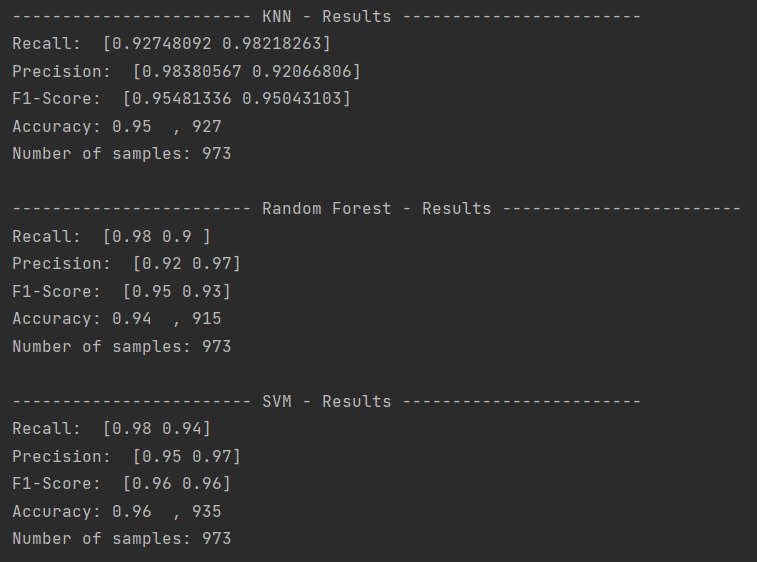 ------------------------ KNN - Results ------------------------
Recall:  [0.92748092 0.98218263]
Precision:  [0.98380567 0.92066806]
F1-Score:  [0.95481336 0.95043103]
Accuracy: 0.95  , 927
Number of samples: 973
------------------------ Random Forest - Results ------------------------
Recall:  [0.98 0.9 ]
Precision:  [0.92 0.97]
F1-Score:  [0.95 0.93]
Accuracy: 0.94  , 915
Number of samples: 973
------------------------ SVM - Results ------------------------
Recall:  [0.98 0.94]
Precision:  [0.95 0.97]
F1-Score:  [0.96 0.96]
Accuracy: 0.96  , 935
Number of samples: 973